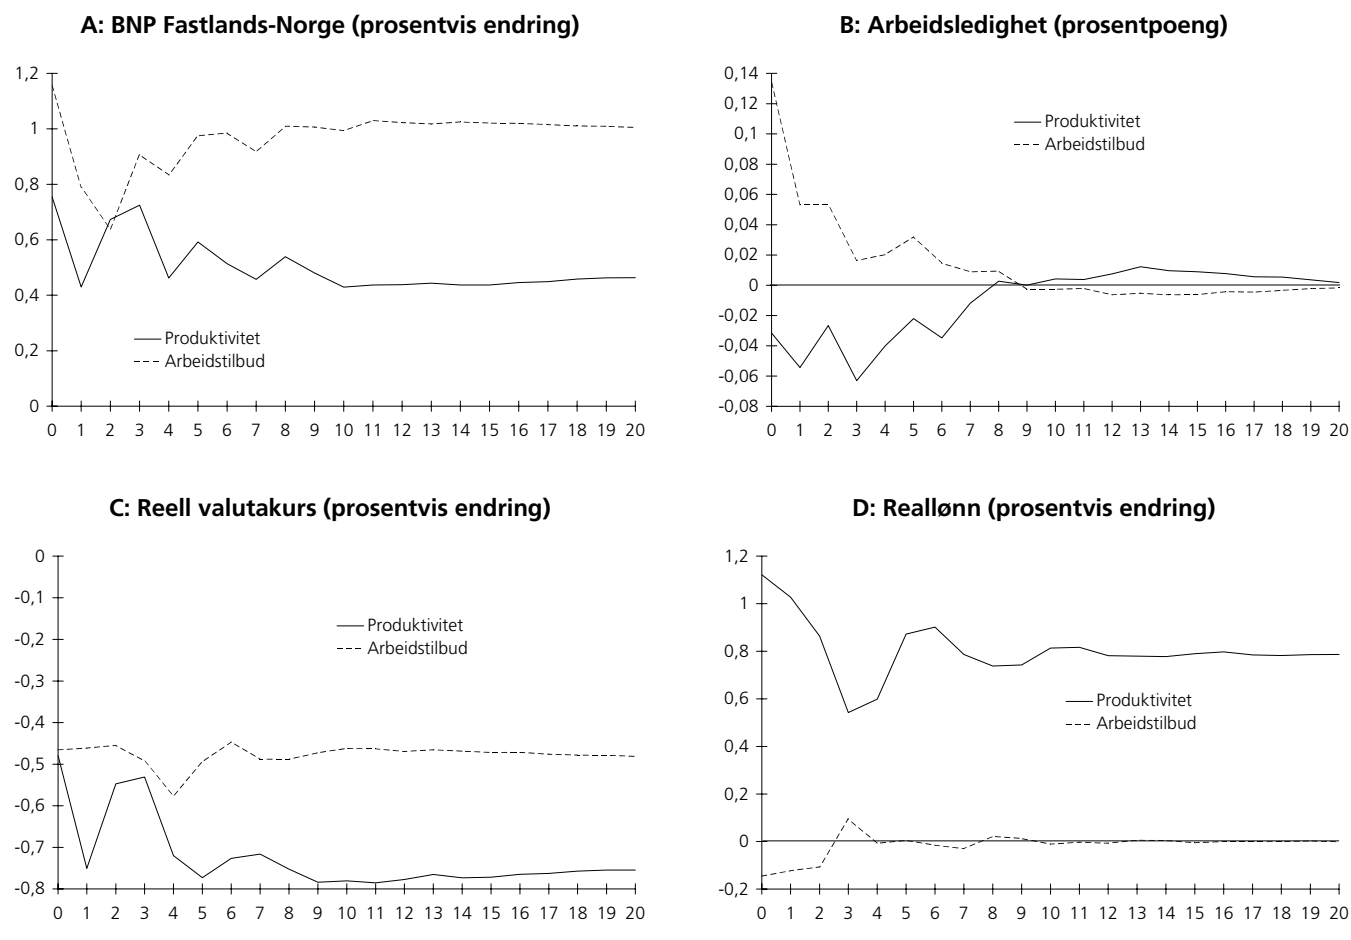 A: BNP Fastlands-Norge (prosentvis endring)
1,2
1
0,8
0,6
0,4
0,2
0
Produktivitet
Arbeidstilbud
0 1 2 3 4 5 6 7 8 9 10 11 12 13 14 15 16 17 18 19 20
B: Arbeidsledighet (prosentpoeng)
0,14
0,12
0,1
0,08
0,06
0,04
0,02
0
-0,02
-0,04
-0,06
-0,08
Produktivitet
Arbeidstilbud
0 1 2 3 4 5 6 7 8 9 10 11 12 13 14 15 16 17 18 19 20
C: Reell valutakurs (prosentvis endring)
0
-0,1
-0,2
-0,3
-0,4
-0,5
-0,6
-0,7
-0,8
Produktivitet
Arbeidstilbud
0 1 2 3 4 5 6 7 8 9 10 11 12 13 14 15 16 17 18 19 20
D: Reallønn (prosentvis endring)
1,2
1
0,8
0,6
0,4
0,2
0
-0,2
Produktivitet
Arbeidstilbud
0 1 2 3 4 5 6 7 8 9 10 11 12 13 14 15 16 17 18 19 20